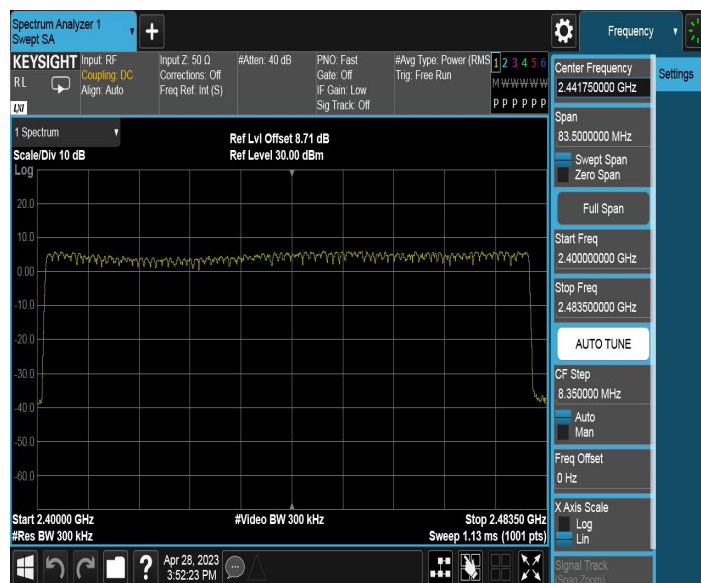 Spectrum Analyzer 1
Swept SA
+
Frequency
KEYSIGHT
RL
LXI
Input: RF
Coupling: DC
Align: Auto
Input Z: 50 Ω
Corrections: Off
Freq Ref: Int (S)
#Atten: 40 dB
PNO: Fast
Gate: Off
IF Gain: Low
Sig Track: Off
#Avg Type: Power (RMS
Trig: Free Run
1 2 3 4 5 6
M W W W W W
P P P P P P
1 Spectrum
Scale/Div 10 dB
Log
Ref Lvl Offset 8.71 dB
Ref Level 30.00 dBm
20.0
10.0
0.00
-10.0
-20.0
-30.0
-40.0
-50.0
-60.0
Start 2.40000 GHz
#Res BW 300 kHz
#Video BW 300 kHz
Stop 2.48350 GHz
Sweep 1.13 ms (1001 pts)
Center Frequency
2.441750000 GHz
Settings
Span
83.5000000 MHz
Swept Span
Zero Span
Full Span
Start Freq
2.400000000 GHz
Stop Freq
2.483500000 GHz
AUTO TUNE
CF Step
8.350000 MHz
Auto
Man
Freq Offset
0 Hz
X Axis Scale
Log
Lin
Signal Track
(Span Zoom)
?
Apr 28, 2023
3:52:23 PM